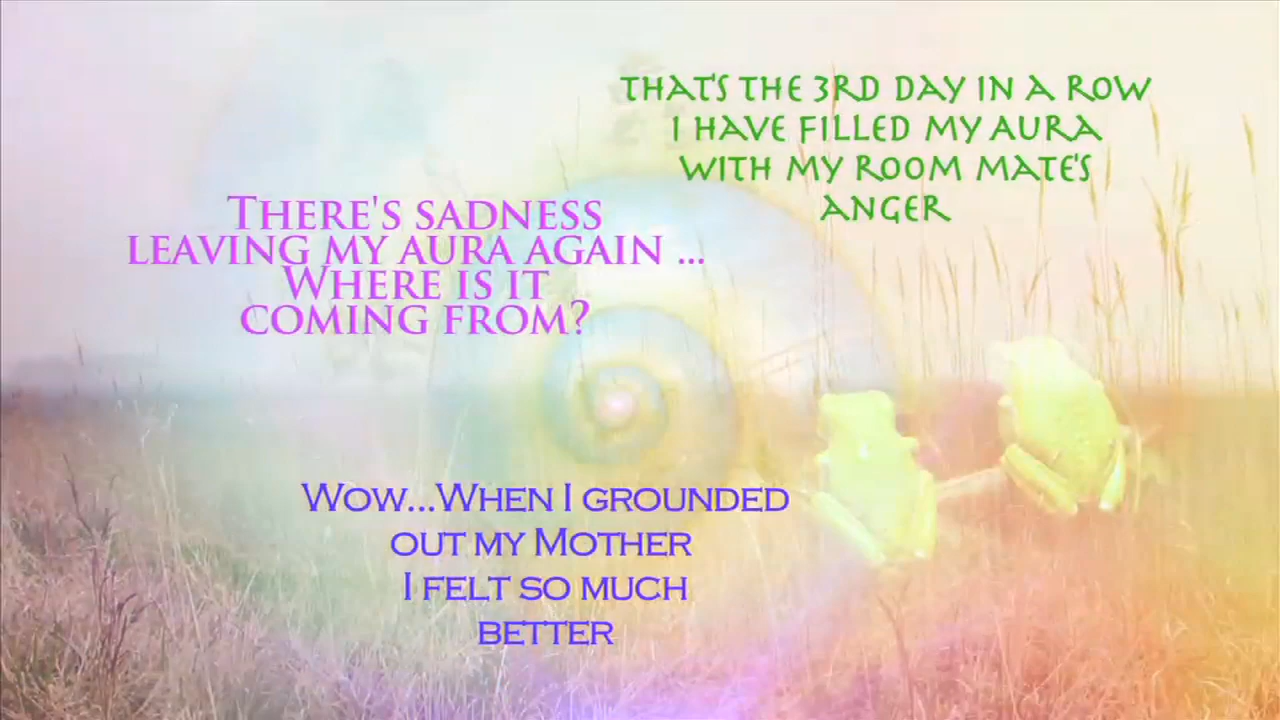 THAT'S THE 3RD DAY IN A ROW
I HAVE FILLED MY AURA
WITH MY ROOM MATE'S
ANGER
THERE'S SADNESS
LEAVING MY AURA AGAIN ...
WHERE IS IT
COMING FROM?
WOW...WHEN I GROUNDED
OUT MY MOTHER
I FELT SO MUCH
BETTER